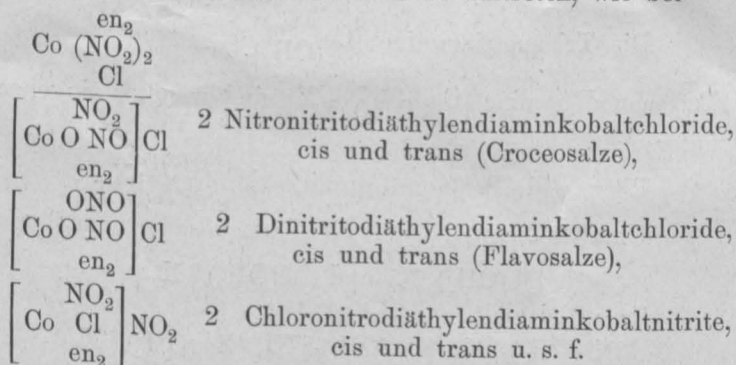 en₂
Co (NO₂)₂
Cl
[Co NO₂ O NO en₂] Cl 2 Nitronitritodiäthylendiaminkobaltchloride,
cis und trans (Croceosalze),
[Co ONO O NO en₂] Cl 2 Dinitritodiäthylendiaminkobaltchloride,
cis und trans (Flavosalze),
[Co NO₂ Cl en₂] NO₂ 2 Chloronitrodiäthylendiaminkobaltnitrite,
cis und trans u. s. f.